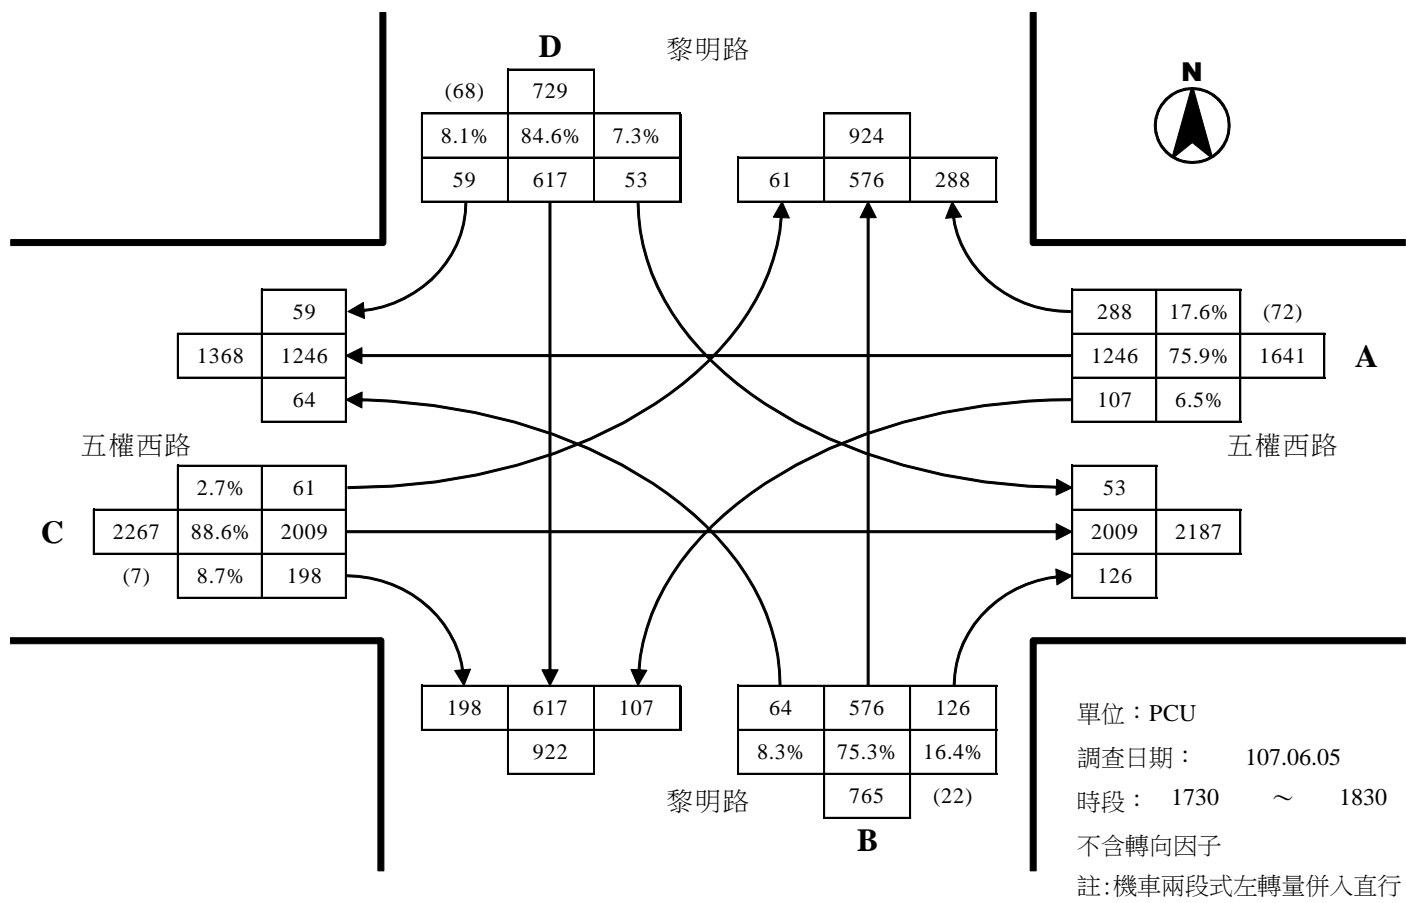 D 黎明路
N
(68) 729
8.1% 84.6% 7.3%
59 617 53
924
61 576 288
59
1368 1246
64
288 17.6% (72)
1246 75.9% 1641 A
107 6.5%
五權西路
五權西路
2.7% 61
C 2267 88.6% 2009
(7) 8.7% 198
53
2009 2187
126
198 617 107
922
64 576 126
8.3% 75.3% 16.4%
765 (22)
黎明路
B
單位：PCU
調查日期： 107.06.05
時段： 1730 ～ 1830
不含轉向因子
註:機車兩段式左轉量併入直行